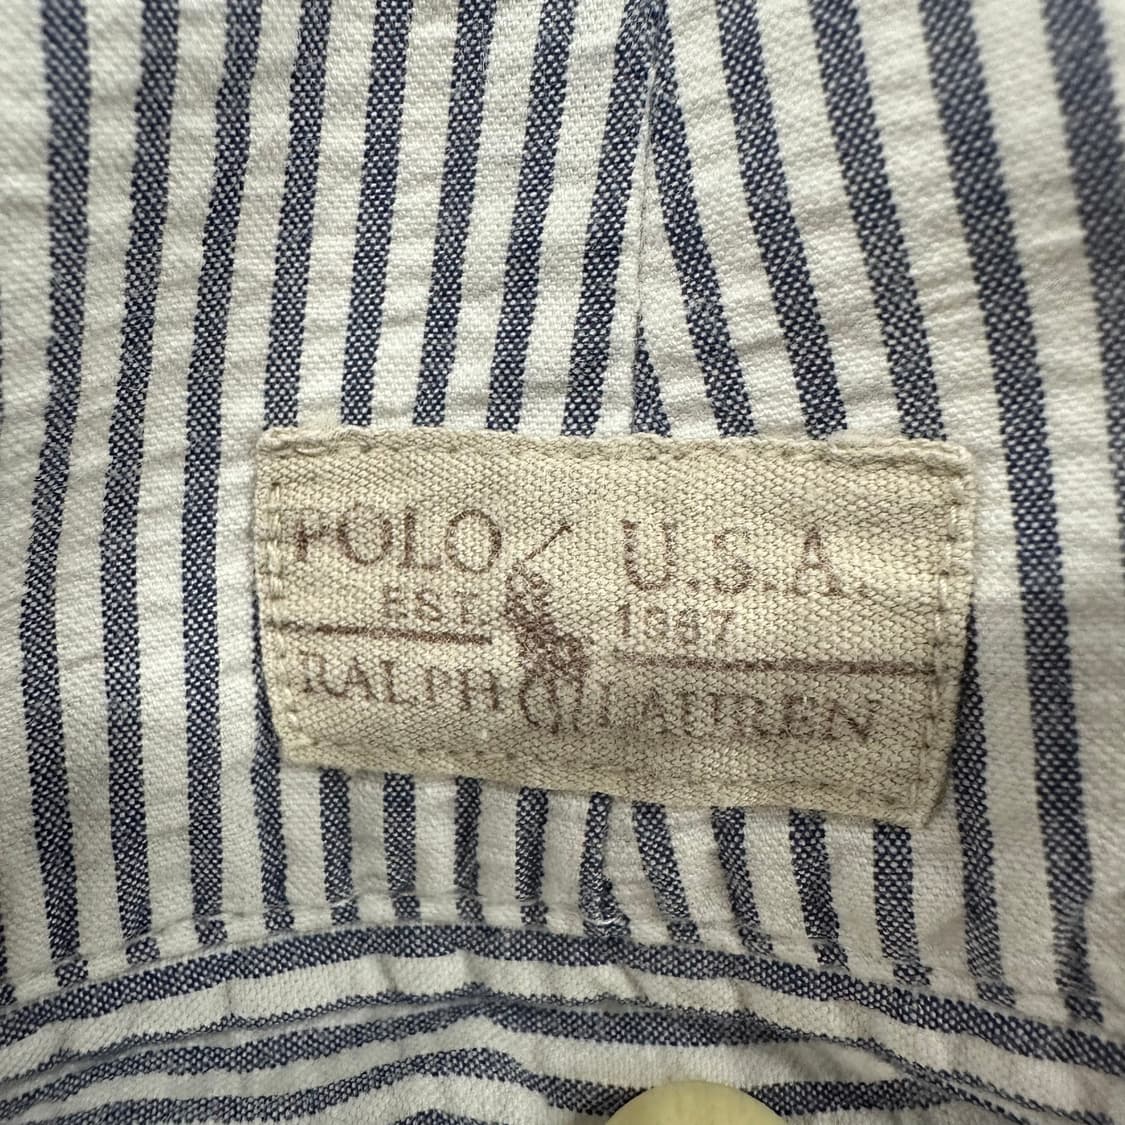 POLO U.S.A.
EST. 1967
RALPH LAUREN